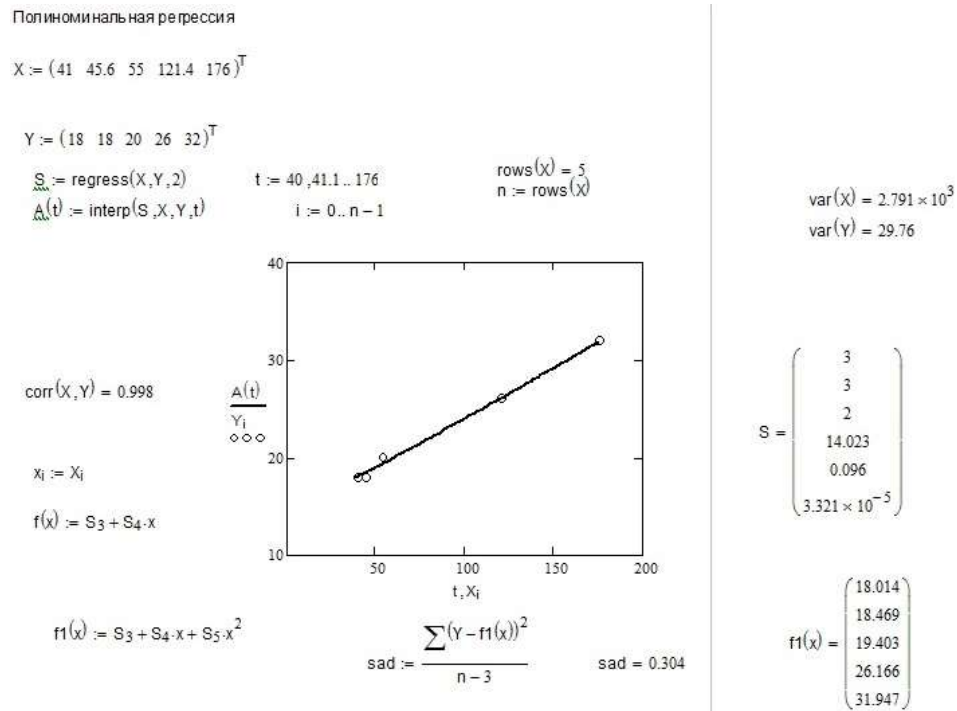 Полиноминальная регрессия
X := (41 45.6 55 121.4 176)^T
Y := (18 18 20 26 32)^T
S := regress(X,Y,2)
t := 40 ,41.1 .. 176
rows(X) = 5
n := rows(X)
A(t) := interp(S ,X,Y,t)
i := 0.. n − 1
var(X) = 2.791 × 10^3
var(Y) = 29.76
40
30
20
10
50 100 150 200
A(t)
Y_i
t,X_i
corr(X,Y) = 0.998
x_i := X_i
f(x) := S_3 + S_4·x
S =
3
3
2
14.023
0.096
3.321 × 10^−5
f1(x) := S_3 + S_4·x + S_5·x^2
sad := ∑(Y − f1(x))^2 / n − 3
sad = 0.304
f1(x) =
18.014
18.469
19.403
26.166
31.947